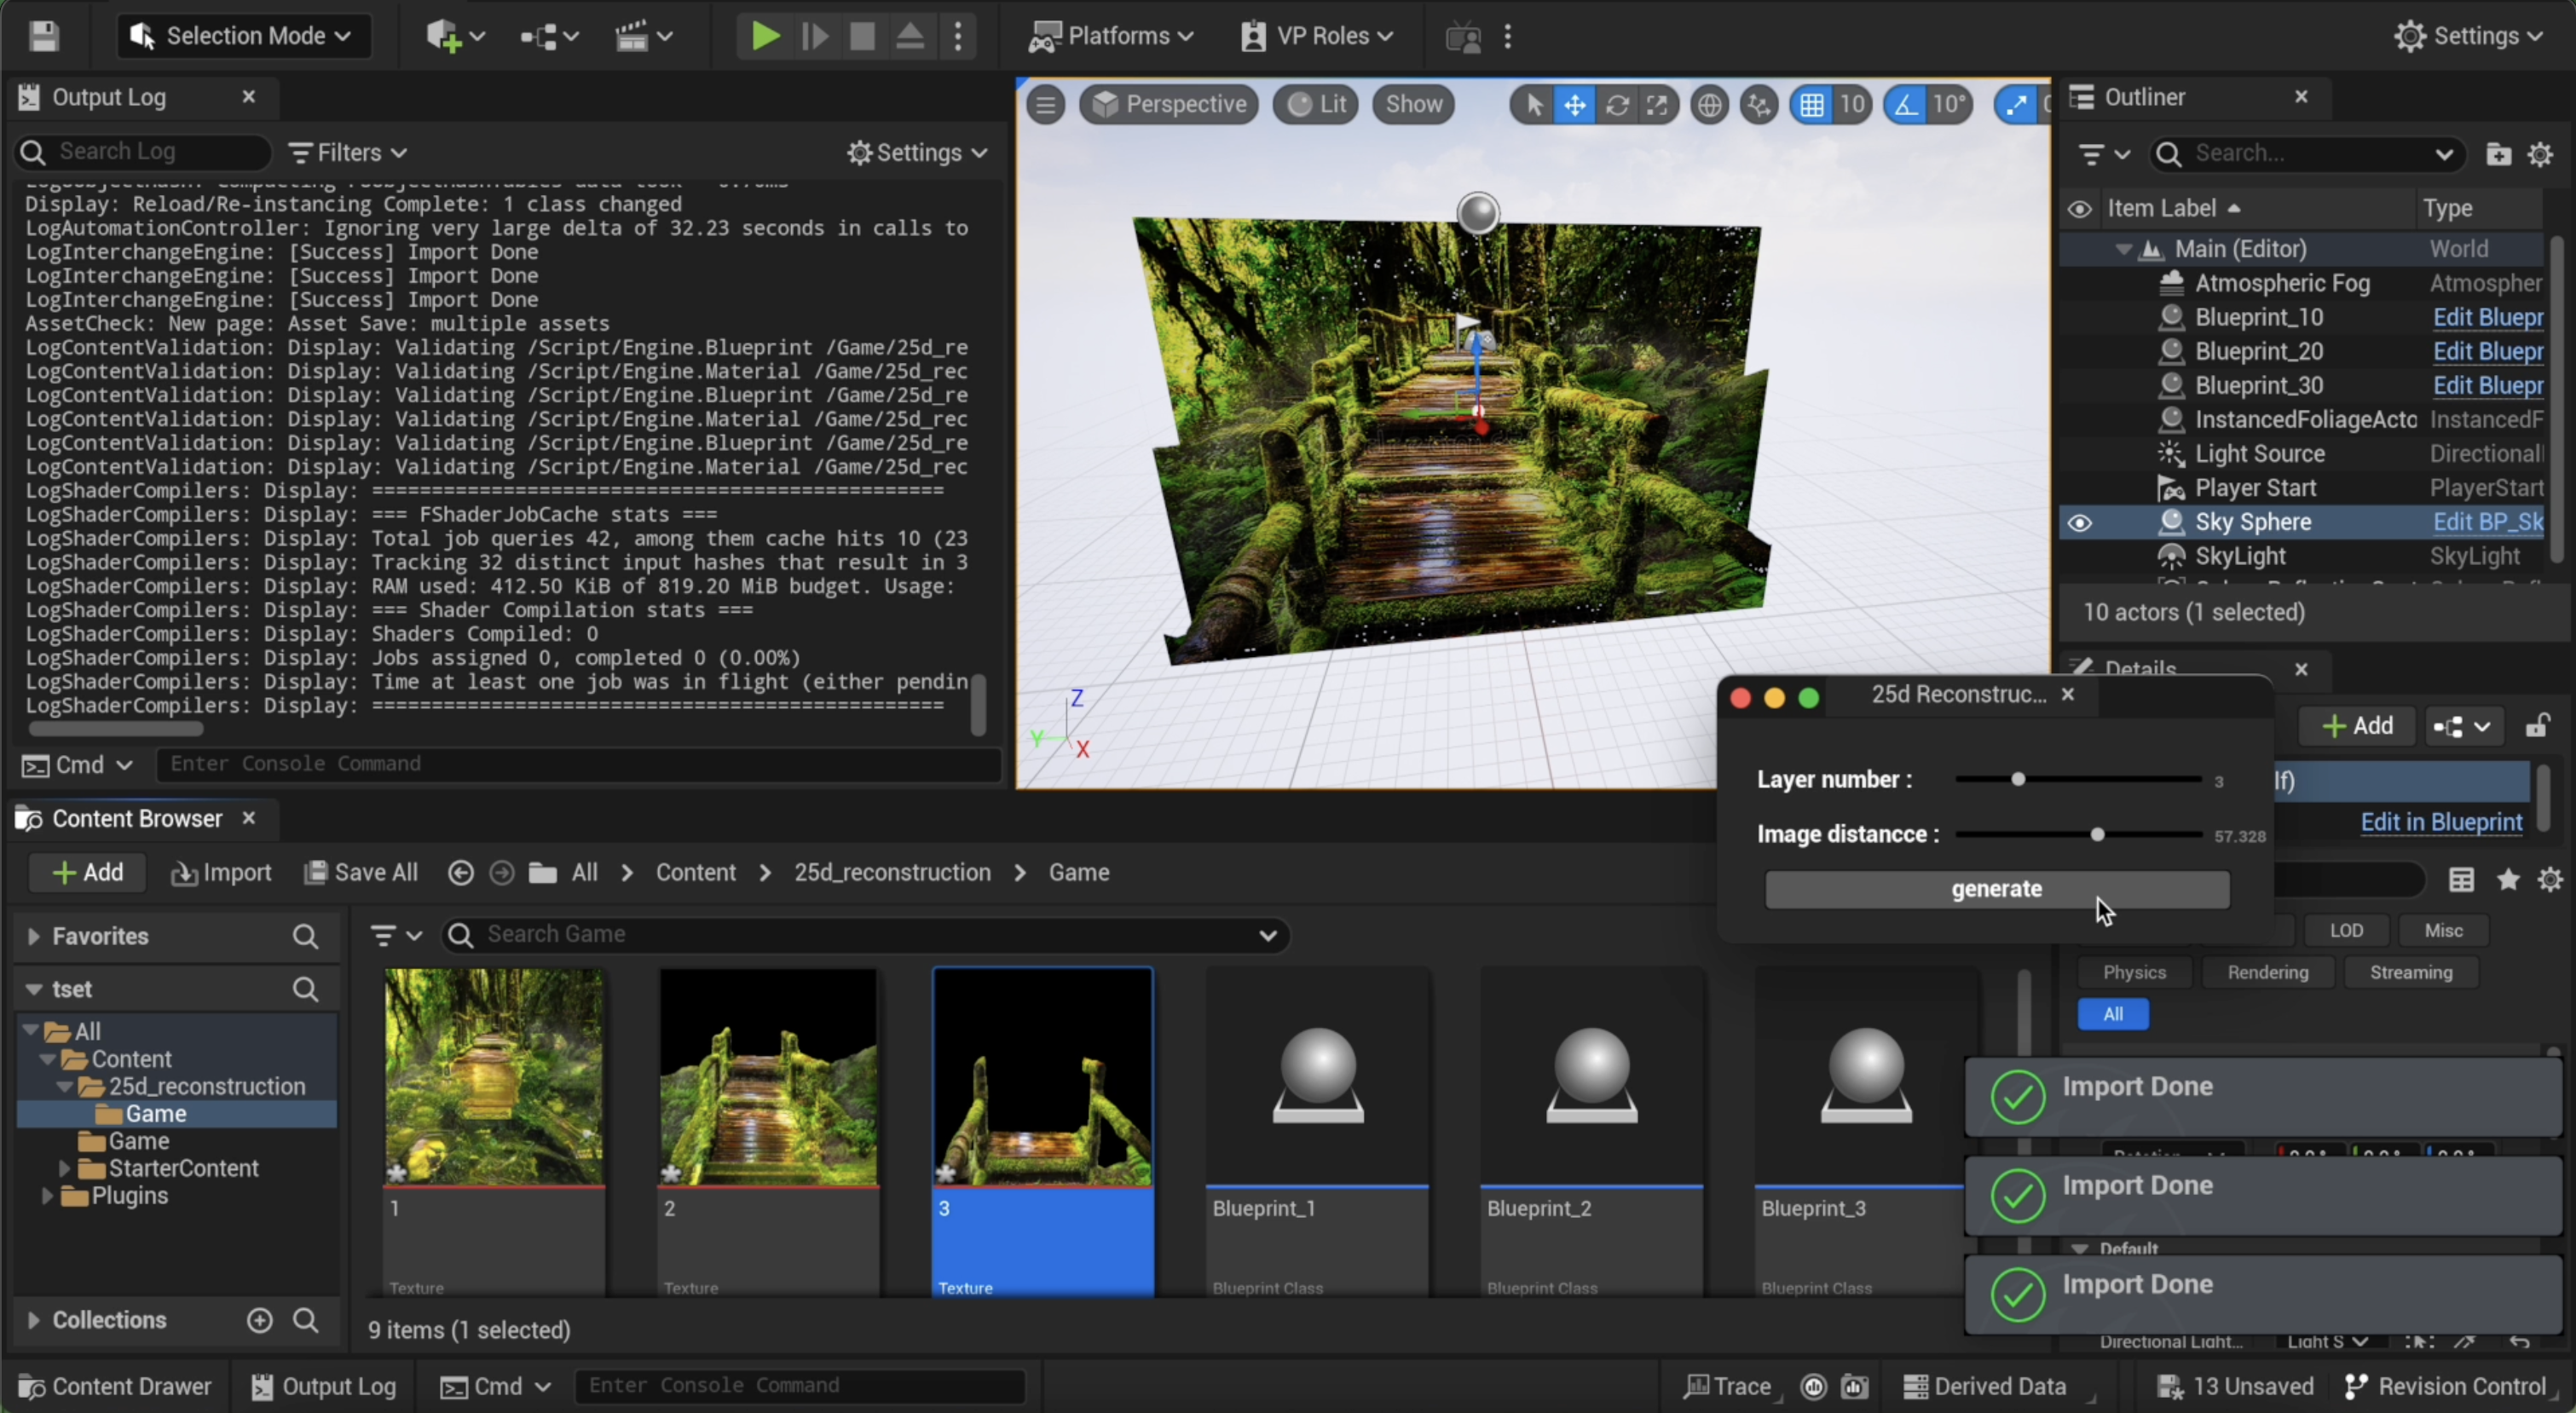 Selection Mode
Platforms
VP Roles
Settings
Output Log
Search Log
Filters
Settings
Display: Reload/Re-instancing Complete: 1 class changed
LogAutomationController: Ignoring very large delta of 32.23 seconds in calls to
LogInterchangeEngine: [Success] Import Done
LogInterchangeEngine: [Success] Import Done
LogInterchangeEngine: [Success] Import Done
AssetCheck: New page: Asset Save: multiple assets
LogContentValidation: Display: Validating /Script/Engine.Blueprint /Game/25d_re
LogContentValidation: Display: Validating /Script/Engine.Material /Game/25d_rec
LogContentValidation: Display: Validating /Script/Engine.Blueprint /Game/25d_re
LogContentValidation: Display: Validating /Script/Engine.Material /Game/25d_rec
LogContentValidation: Display: Validating /Script/Engine.Blueprint /Game/25d_re
LogContentValidation: Display: Validating /Script/Engine.Material /Game/25d_rec
LogShaderCompilers: Display: ================================================
LogShaderCompilers: Display: === FShaderJobCache stats ===
LogShaderCompilers: Display: Total job queries 42, among them cache hits 10 (23
LogShaderCompilers: Display: Tracking 32 distinct input hashes that result in 3
LogShaderCompilers: Display: RAM used: 412.50 KiB of 819.20 MiB budget. Usage:
LogShaderCompilers: Display: === Shader Compilation stats ===
LogShaderCompilers: Display: Shaders Compiled: 0
LogShaderCompilers: Display: Jobs assigned 0, completed 0 (0.00%)
LogShaderCompilers: Display: Time at least one job was in flight (either pendin
LogShaderCompilers: Display: ================================================
Cmd
Enter Console Command
Perspective
Lit
Show
10
10°
Z
Y
X
Outliner
Search...
Item Label
Type
Main (Editor) World
Atmospheric Fog Atmospher
Blueprint_10 Edit Bluepr
Blueprint_20 Edit Bluepr
Blueprint_30 Edit Bluepr
InstancedFoliageActo InstancedF
Light Source Directional
Player Start PlayerStart
Sky Sphere Edit BP_Sk
SkyLight SkyLight
10 actors (1 selected)
Details
25d Reconstruc...
Layer number : 3
Image distancce : 57.328
generate
Add
lf)
Edit in Blueprint
LOD
Misc
Physics
Rendering
Streaming
All
Import Done
Import Done
Default
Import Done
Directional Light... Light S
Content Browser
Add
Import
Save All
All
Content
25d_reconstruction
Game
Favorites
tset
All
Content
25d_reconstruction
Game
Game
StarterContent
Plugins
Collections
Search Game
1
Texture
2
Texture
3
Texture
Blueprint_1
Blueprint Class
Blueprint_2
Blueprint Class
Blueprint_3
Blueprint Class
9 items (1 selected)
Content Drawer
Output Log
Cmd
Enter Console Command
Trace
Derived Data
13 Unsaved
Revision Control